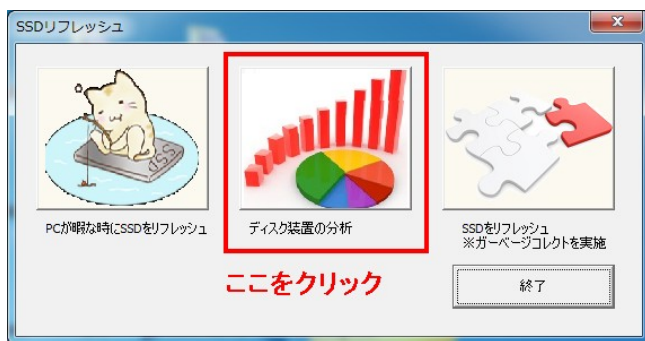 SSDリフレッシュ
PCが暇な時にSSDをリフレッシュ
ディスク装置の分析
SSDをリフレッシュ
※ガーベージコレクトを実施
ここをクリック
終了